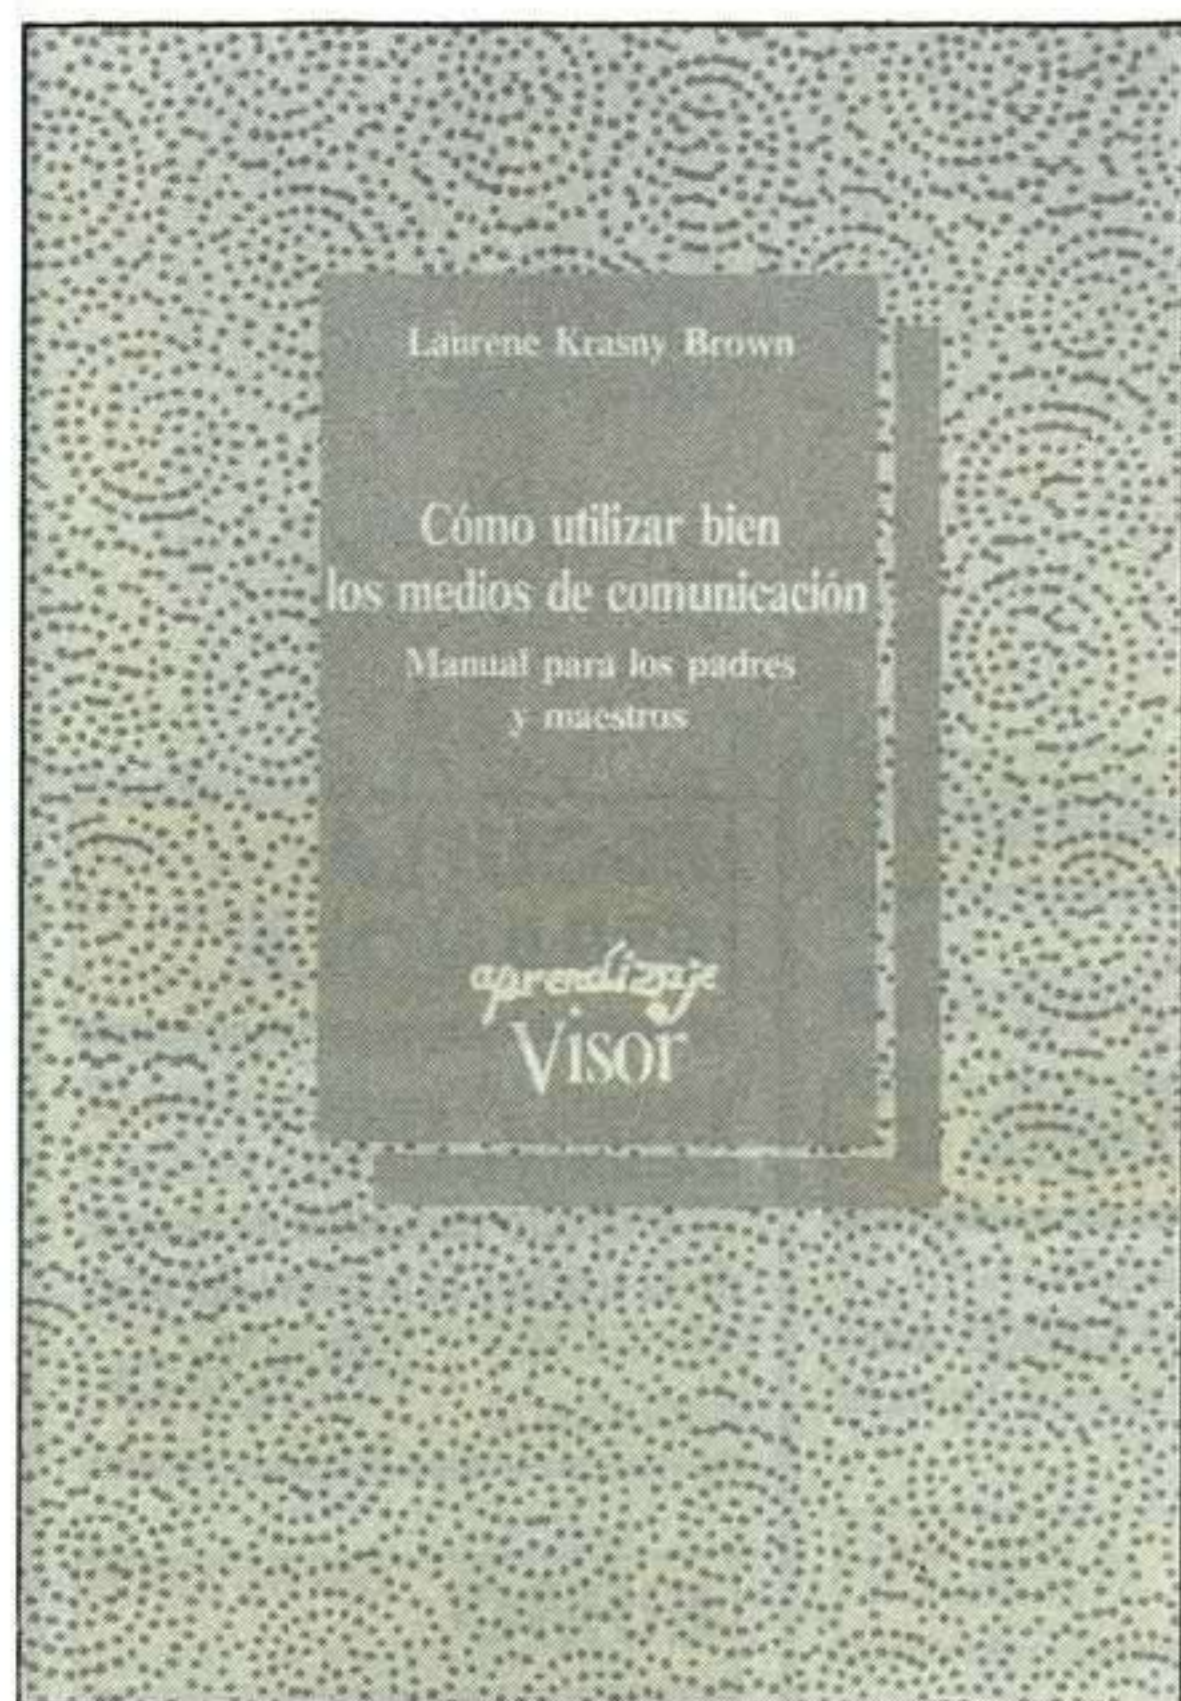 Laurene Krasny Brown
Cómo utilizar bien
los medios de comunicación
Manual para los padres
y maestros
aprendizaje
Visor